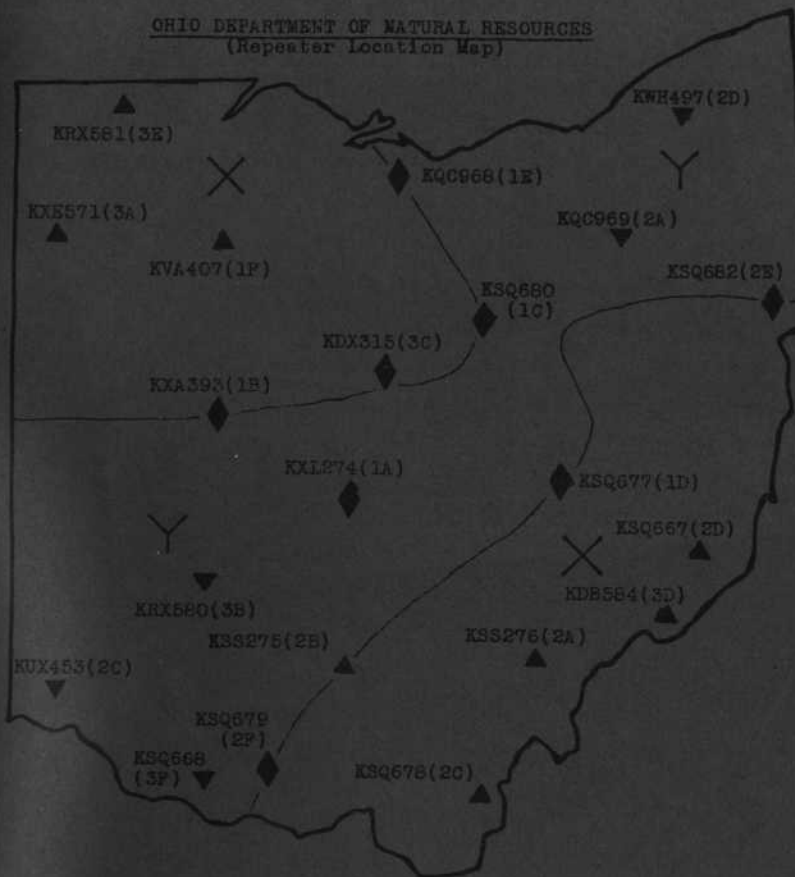 OHIO DEPARTMENT OF NATURAL RESOURCES
(Repeater Location Map)
KWH497(2D)
KRX581(3E)
KQC968(1E)
KXE571(3A)
KQC969(2A)
KVA407(1F)
KSQ682(2E)
KSQ680
(1C)
KDX315(3C)
KXA393(1B)
KXL274(1A)
KSQ677(1D)
KSQ667(2D)
KRX580(3B)
KDB584(3D)
KSS275(2B)
KSS276(2A)
KUX453(2C)
KSQ679
(2F)
KSQ668
(3F)
KSQ678(2C)